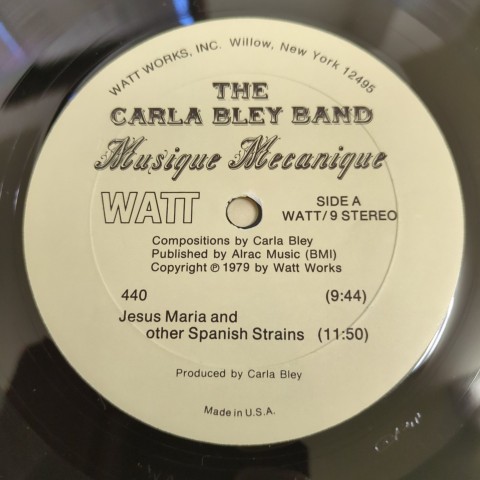 WATT WORKS, INC. Willow, New York 12495
THE
CARLA BLEY BAND
Musique Mecanique
WATT
SIDE A
WATT/9 STEREO
Compositions by Carla Bley
Published by Alrac Music (BMI)
Copyright ℗ 1979 by Watt Works
440 (9:44)
Jesus Maria and
other Spanish Strains (11:50)
Produced by Carla Bley
Made in U.S.A.